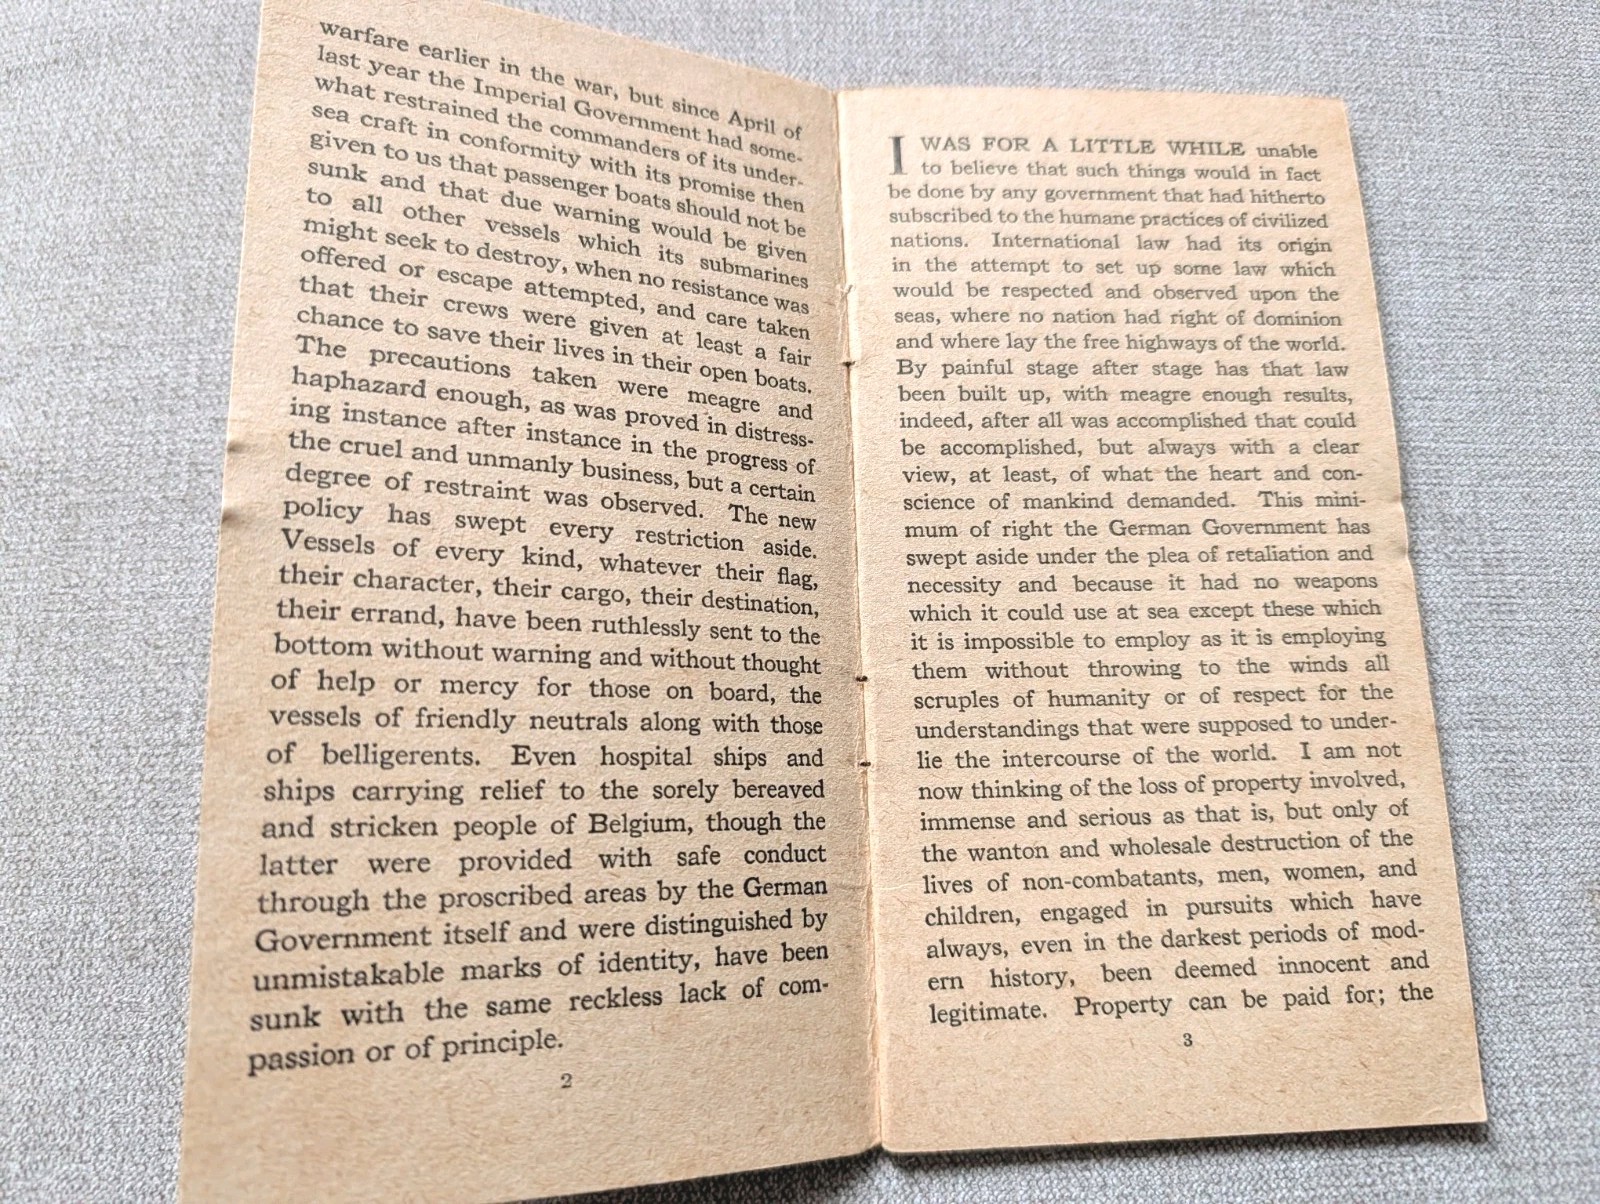 warfare earlier in the war, but since April of
last year the Imperial Government had some-
what restrained the commanders of its under-
sea craft in conformity with its promise then
given to us that passenger boats should not be
sunk and that due warning would be given
to all other vessels which its submarines
might seek to destroy, when no resistance was
offered or escape attempted, and care taken
that their crews were given at least a fair
chance to save their lives in their open boats.
The precautions taken were meagre and
haphazard enough, as was proved in distress-
ing instance after instance in the progress of
the cruel and unmanly business, but a certain
degree of restraint was observed. The new
policy has swept every restriction aside.
Vessels of every kind, whatever their flag,
their character, their cargo, their destination,
their errand, have been ruthlessly sent to the
bottom without warning and without thought
of help or mercy for those on board, the
vessels of friendly neutrals along with those
of belligerents. Even hospital ships and
ships carrying relief to the sorely bereaved
and stricken people of Belgium, though the
latter were provided with safe conduct
through the proscribed areas by the German
Government itself and were distinguished by
unmistakable marks of identity, have been
sunk with the same reckless lack of com-
passion or of principle.
2
I WAS FOR A LITTLE WHILE unable
to believe that such things would in fact
be done by any government that had hitherto
subscribed to the humane practices of civilized
nations. International law had its origin
in the attempt to set up some law which
would be respected and observed upon the
seas, where no nation had right of dominion
and where lay the free highways of the world.
By painful stage after stage has that law
been built up, with meagre enough results,
indeed, after all was accomplished that could
be accomplished, but always with a clear
view, at least, of what the heart and con-
science of mankind demanded. This mini-
mum of right the German Government has
swept aside under the plea of retaliation and
necessity and because it had no weapons
which it could use at sea except these which
it is impossible to employ as it is employing
them without throwing to the winds all
scruples of humanity or of respect for the
understandings that were supposed to under-
lie the intercourse of the world. I am not
now thinking of the loss of property involved,
immense and serious as that is, but only of
the wanton and wholesale destruction of the
lives of non-combatants, men, women, and
children, engaged in pursuits which have
always, even in the darkest periods of mod-
ern history, been deemed innocent and
legitimate. Property can be paid for; the
3